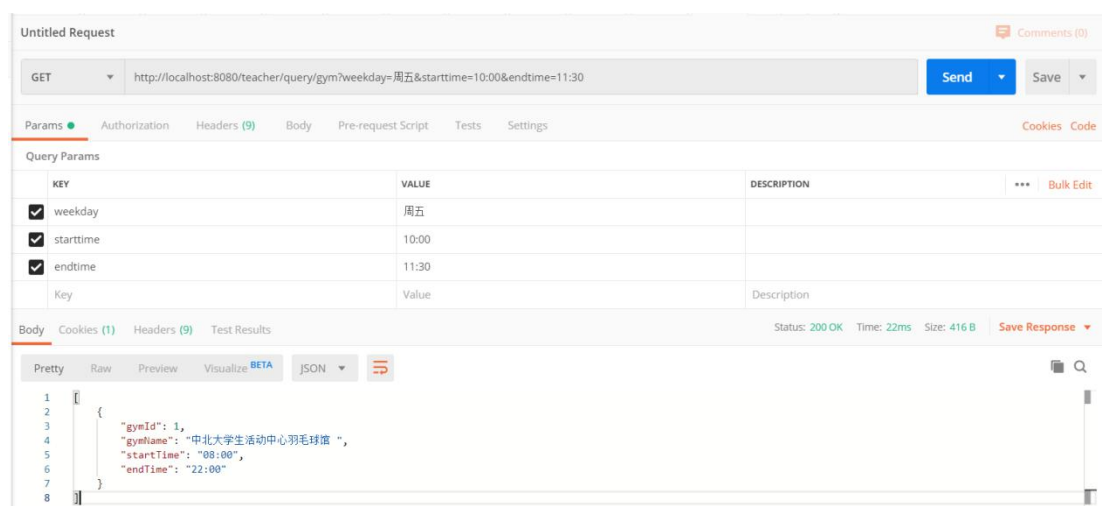 Untitled Request Comments (0)
GET http://localhost:8080/teacher/query/gym?weekday=周五&starttime=10:00&endtime=11:30 Send Save
Params Authorization Headers (9) Body Pre-request Script Tests Settings Cookies Code
Query Params
KEY VALUE DESCRIPTION ••• Bulk Edit
weekday 周五
starttime 10:00
endtime 11:30
Key Value Description
Body Cookies (1) Headers (9) Test Results Status: 200 OK Time: 22ms Size: 416 B Save Response
Pretty Raw Preview Visualize BETA JSON
1 [
2 {
3 "gymId": 1,
4 "gymName": "中北大学生活动中心羽毛球馆 ",
5 "startTime": "08:00",
6 "endTime": "22:00"
7 }
8 ]